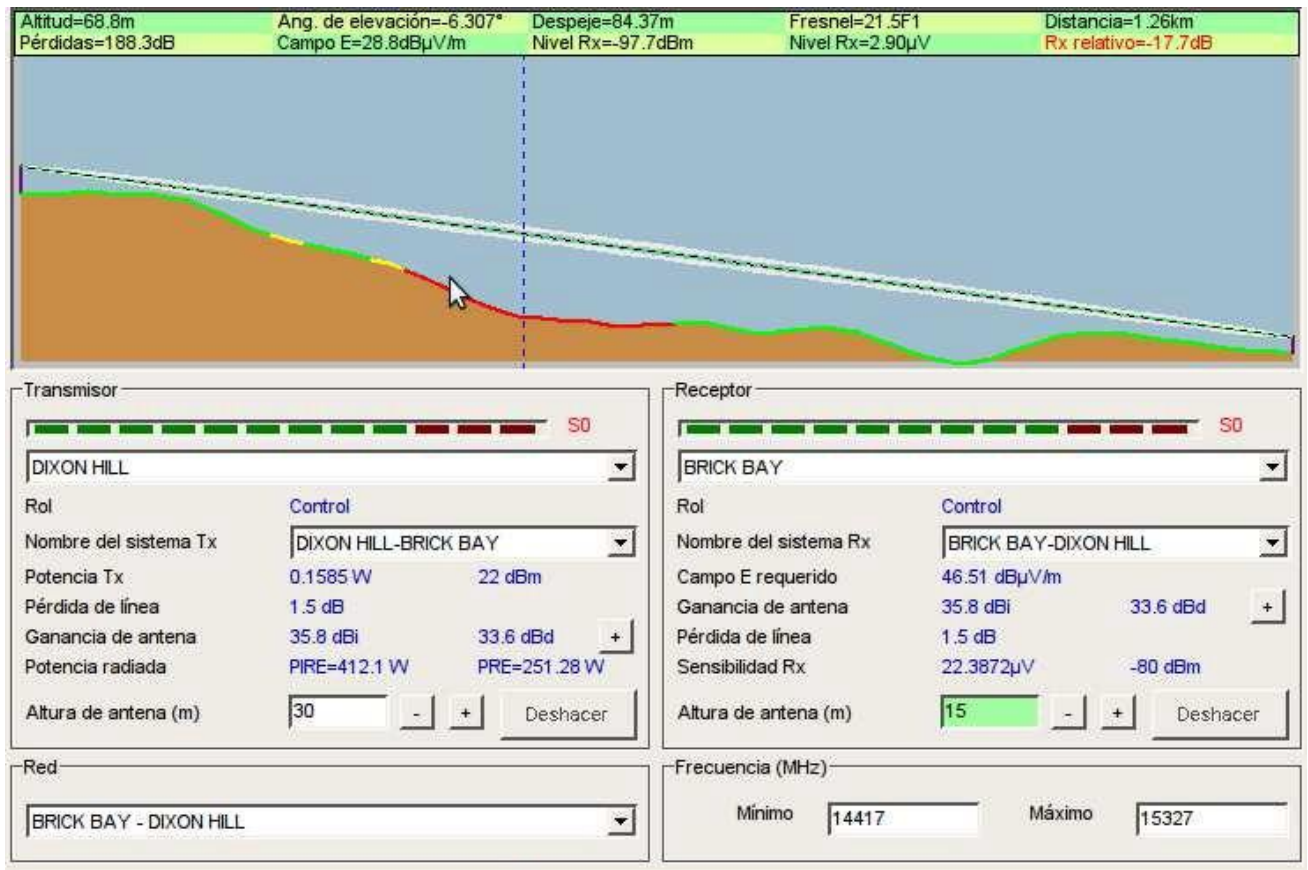 Altitud=68.8m Ang. de elevación=-6.307° Despeje=84.37m Fresnel=21.5F1 Distancia=1.26km
Pérdidas=188.3dB Campo E=28.8dBµV/m Nivel Rx=-97.7dBm Nivel Rx=2.90µV Rx relativo=-17.7dB
Transmisor
S0
DIXON HILL
Rol Control
Nombre del sistema Tx DIXON HILL-BRICK BAY
Potencia Tx 0.1585 W 22 dBm
Pérdida de línea 1.5 dB
Ganancia de antena 35.8 dBi 33.6 dBd +
Potencia radiada PIRE=412.1 W PRE=251.28 W
Altura de antena (m) 30 - + Deshacer
Receptor
S0
BRICK BAY
Rol Control
Nombre del sistema Rx BRICK BAY-DIXON HILL
Campo E requerido 46.51 dBµV/m
Ganancia de antena 35.8 dBi 33.6 dBd +
Pérdida de línea 1.5 dB
Sensibilidad Rx 22.3872µV -80 dBm
Altura de antena (m) 15 - + Deshacer
Red
BRICK BAY - DIXON HILL
Frecuencia (MHz)
Mínimo 14417 Máximo 15327